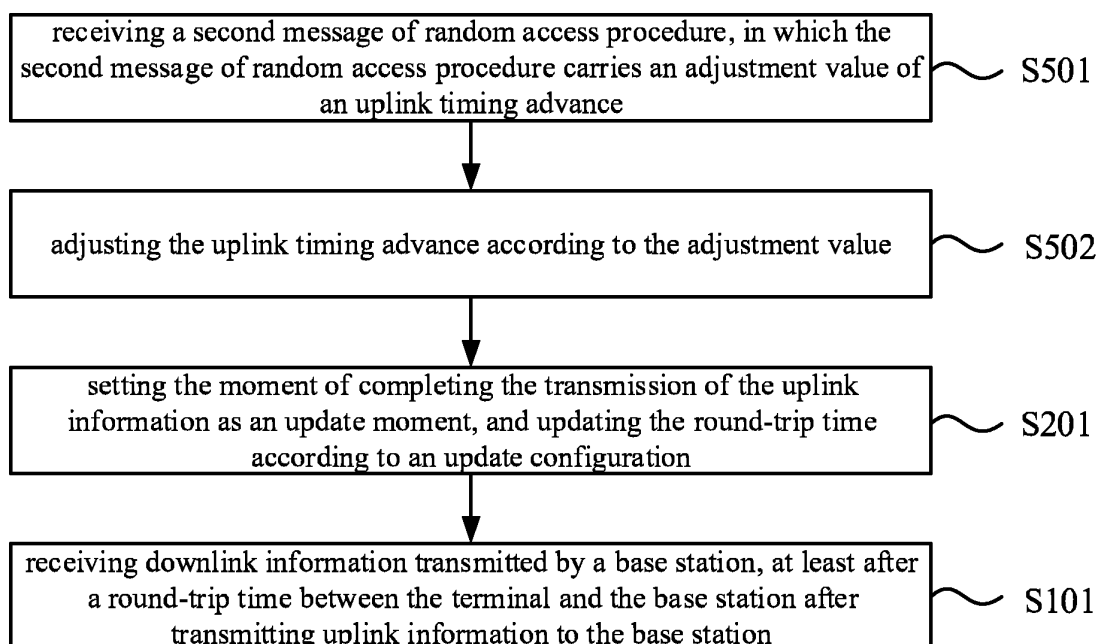 receiving a second message of random access procedure, in which the
second message of random access procedure carries an adjustment value of
an uplink timing advance
S501
adjusting the uplink timing advance according to the adjustment value
S502
setting the moment of completing the transmission of the uplink
information as an update moment, and updating the round-trip time
according to an update configuration
S201
receiving downlink information transmitted by a base station, at least after
a round-trip time between the terminal and the base station after
transmitting uplink information to the base station
S101